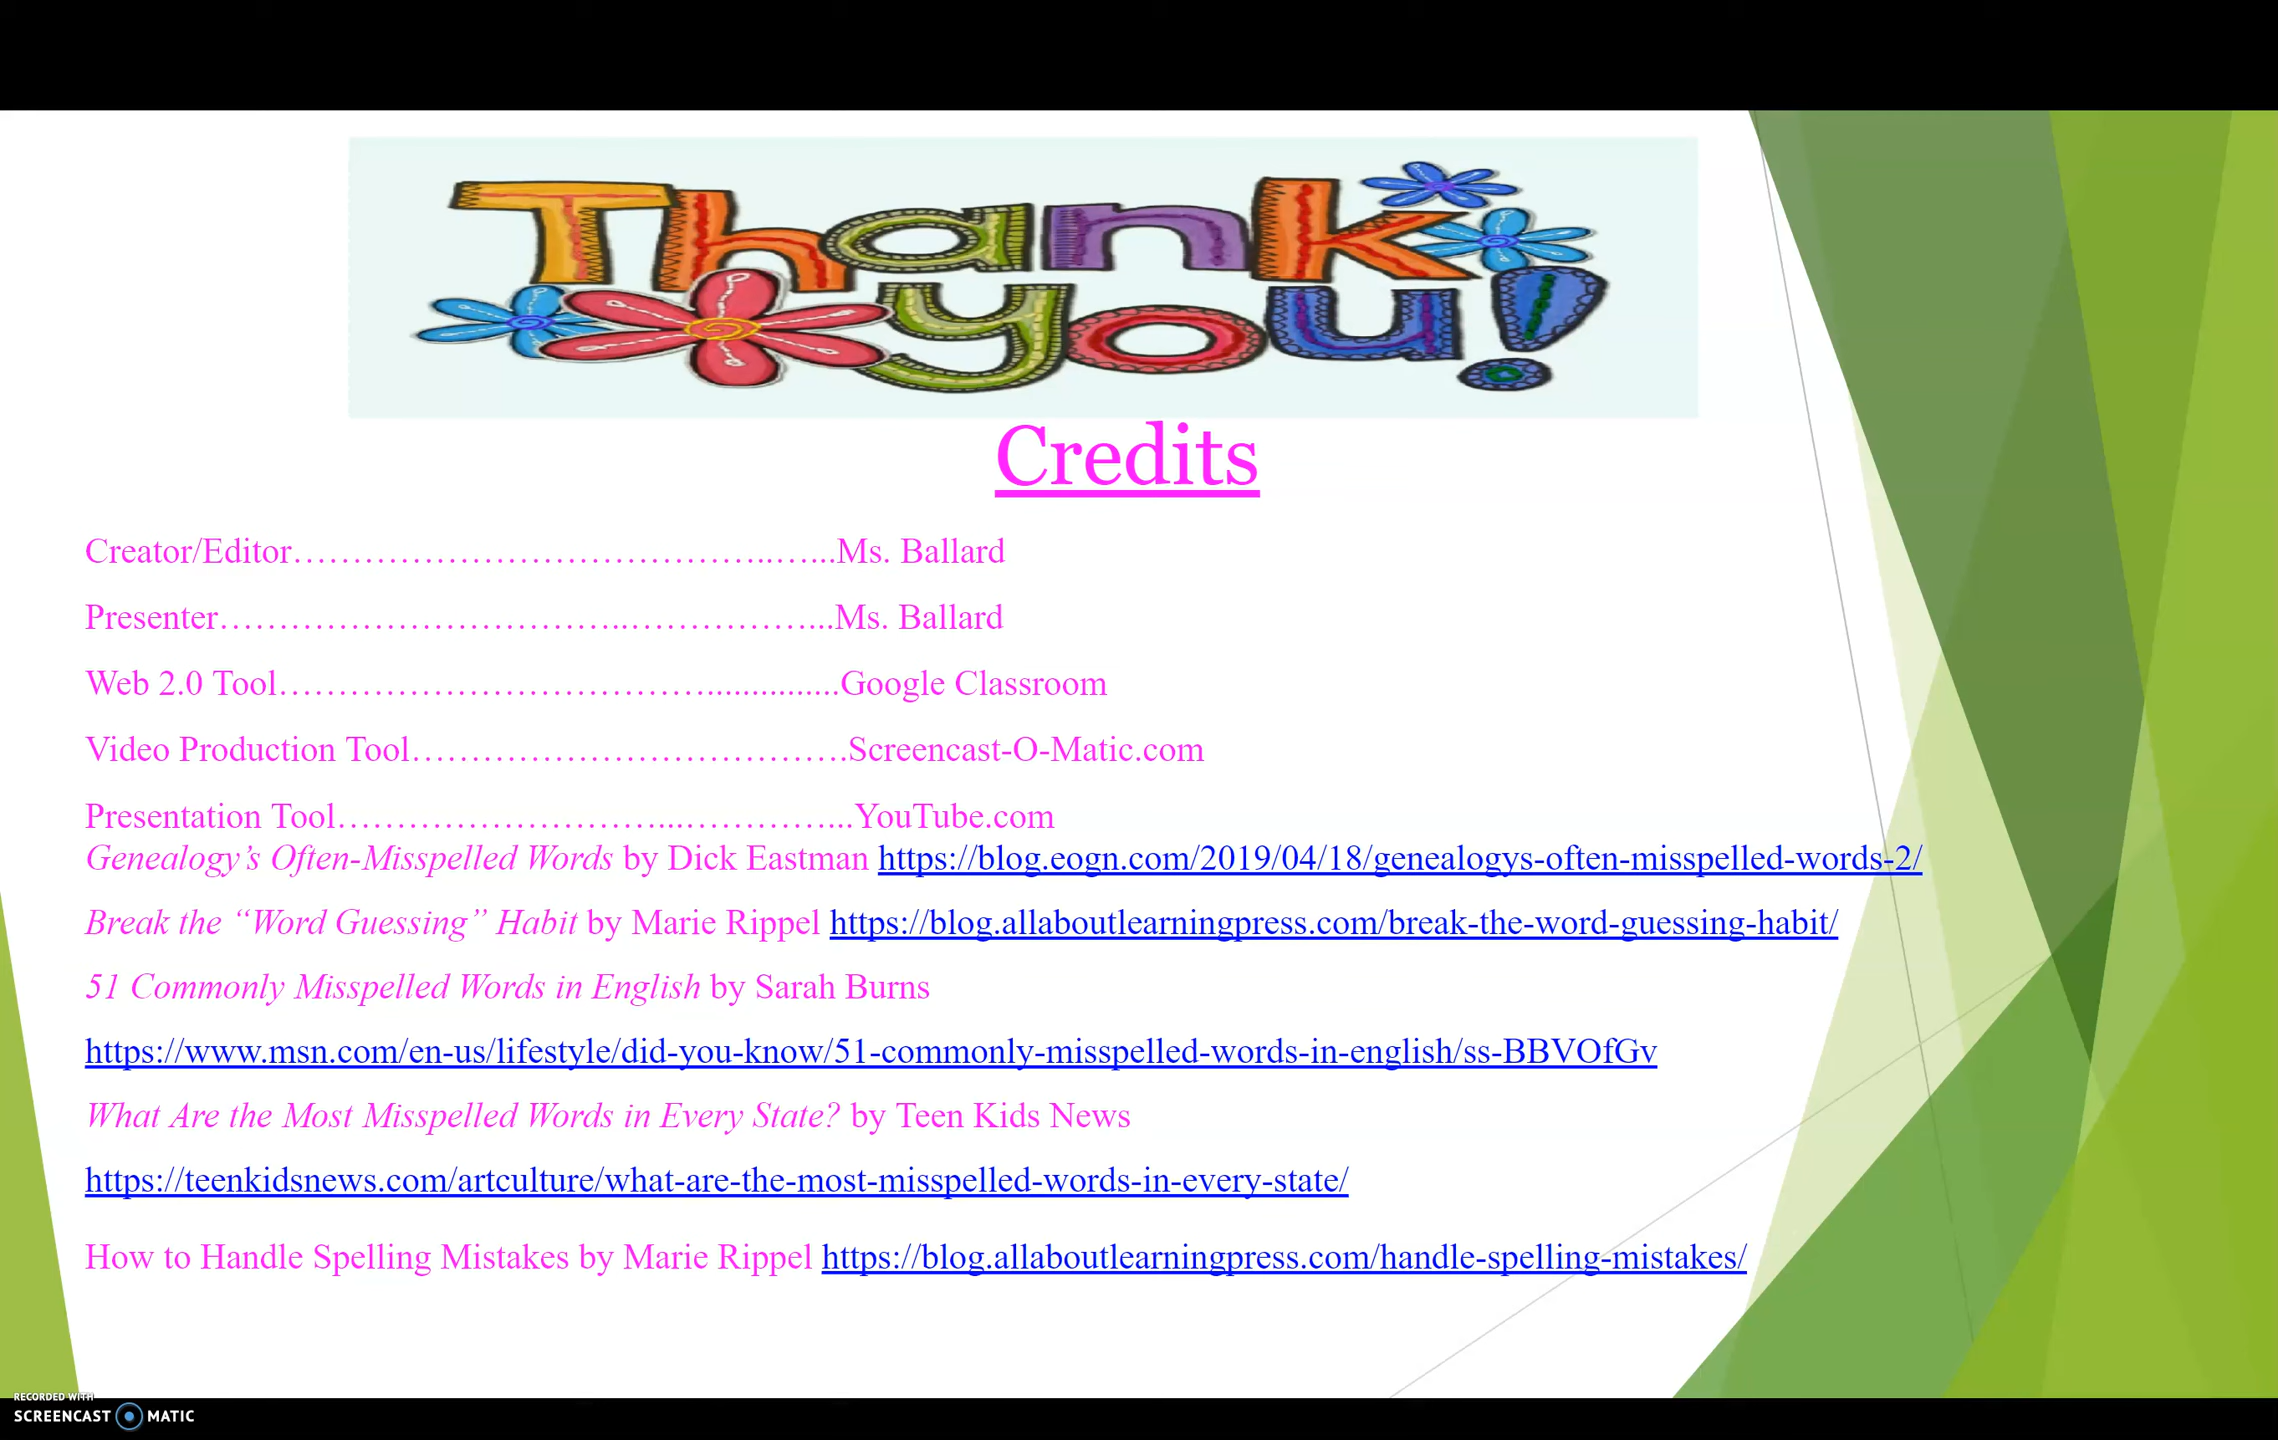 Thank
you!
Credits
Creator/Editor…………………………………..…...Ms. Ballard
Presenter……………………………..……………...Ms. Ballard
Web 2.0 Tool………………………………...............Google Classroom
Video Production Tool……………………………….Screencast-O-Matic.com
Presentation Tool………………………...…………...YouTube.com
Genealogy’s Often-Misspelled Words by Dick Eastman https://blog.eogn.com/2019/04/18/genealogys-often-misspelled-words-2/
Break the “Word Guessing” Habit by Marie Rippel https://blog.allaboutlearningpress.com/break-the-word-guessing-habit/
51 Commonly Misspelled Words in English by Sarah Burns
https://www.msn.com/en-us/lifestyle/did-you-know/51-commonly-misspelled-words-in-english/ss-BBVOfGv
What Are the Most Misspelled Words in Every State? by Teen Kids News
https://teenkidsnews.com/artculture/what-are-the-most-misspelled-words-in-every-state/
How to Handle Spelling Mistakes by Marie Rippel https://blog.allaboutlearningpress.com/handle-spelling-mistakes/
RECORDED WITH
SCREENCAST MATIC